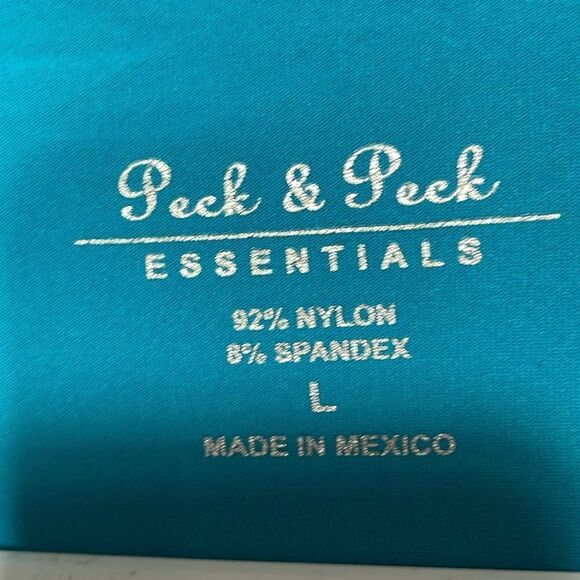 Peck & Peck
ESSENTIALS
92% NYLON
8% SPANDEX
L
MADE IN MEXICO